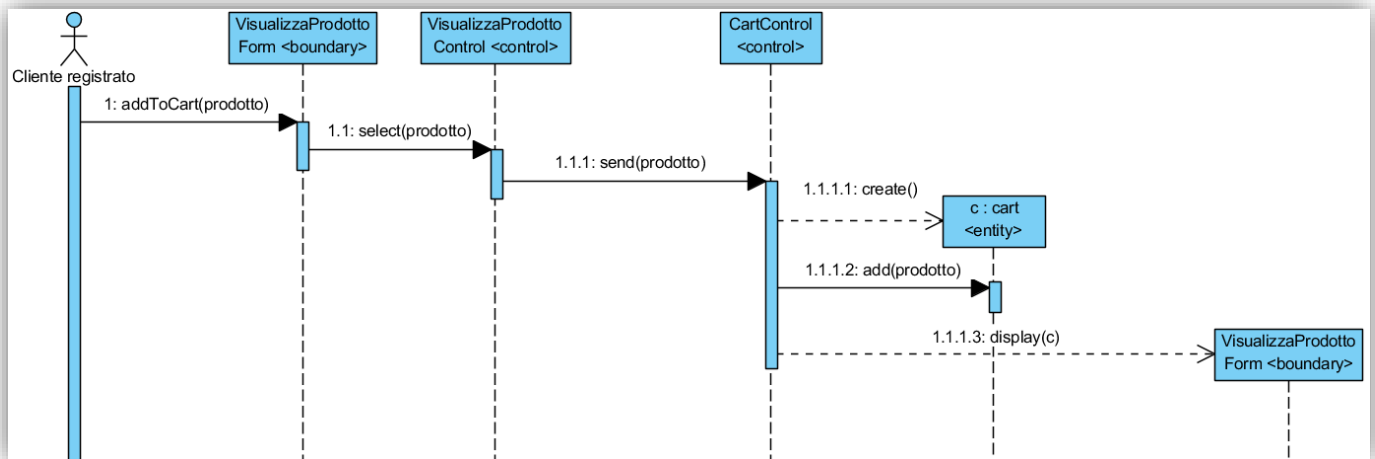 VisualizzaProdotto
Form <boundary>
VisualizzaProdotto
Control <control>
CartControl
<control>
Cliente registrato
1: addToCart(prodotto)
1.1: select(prodotto)
1.1.1: send(prodotto)
1.1.1.1: create()
c : cart
<entity>
1.1.1.2: add(prodotto)
1.1.1.3: display(c)
VisualizzaProdotto
Form <boundary>